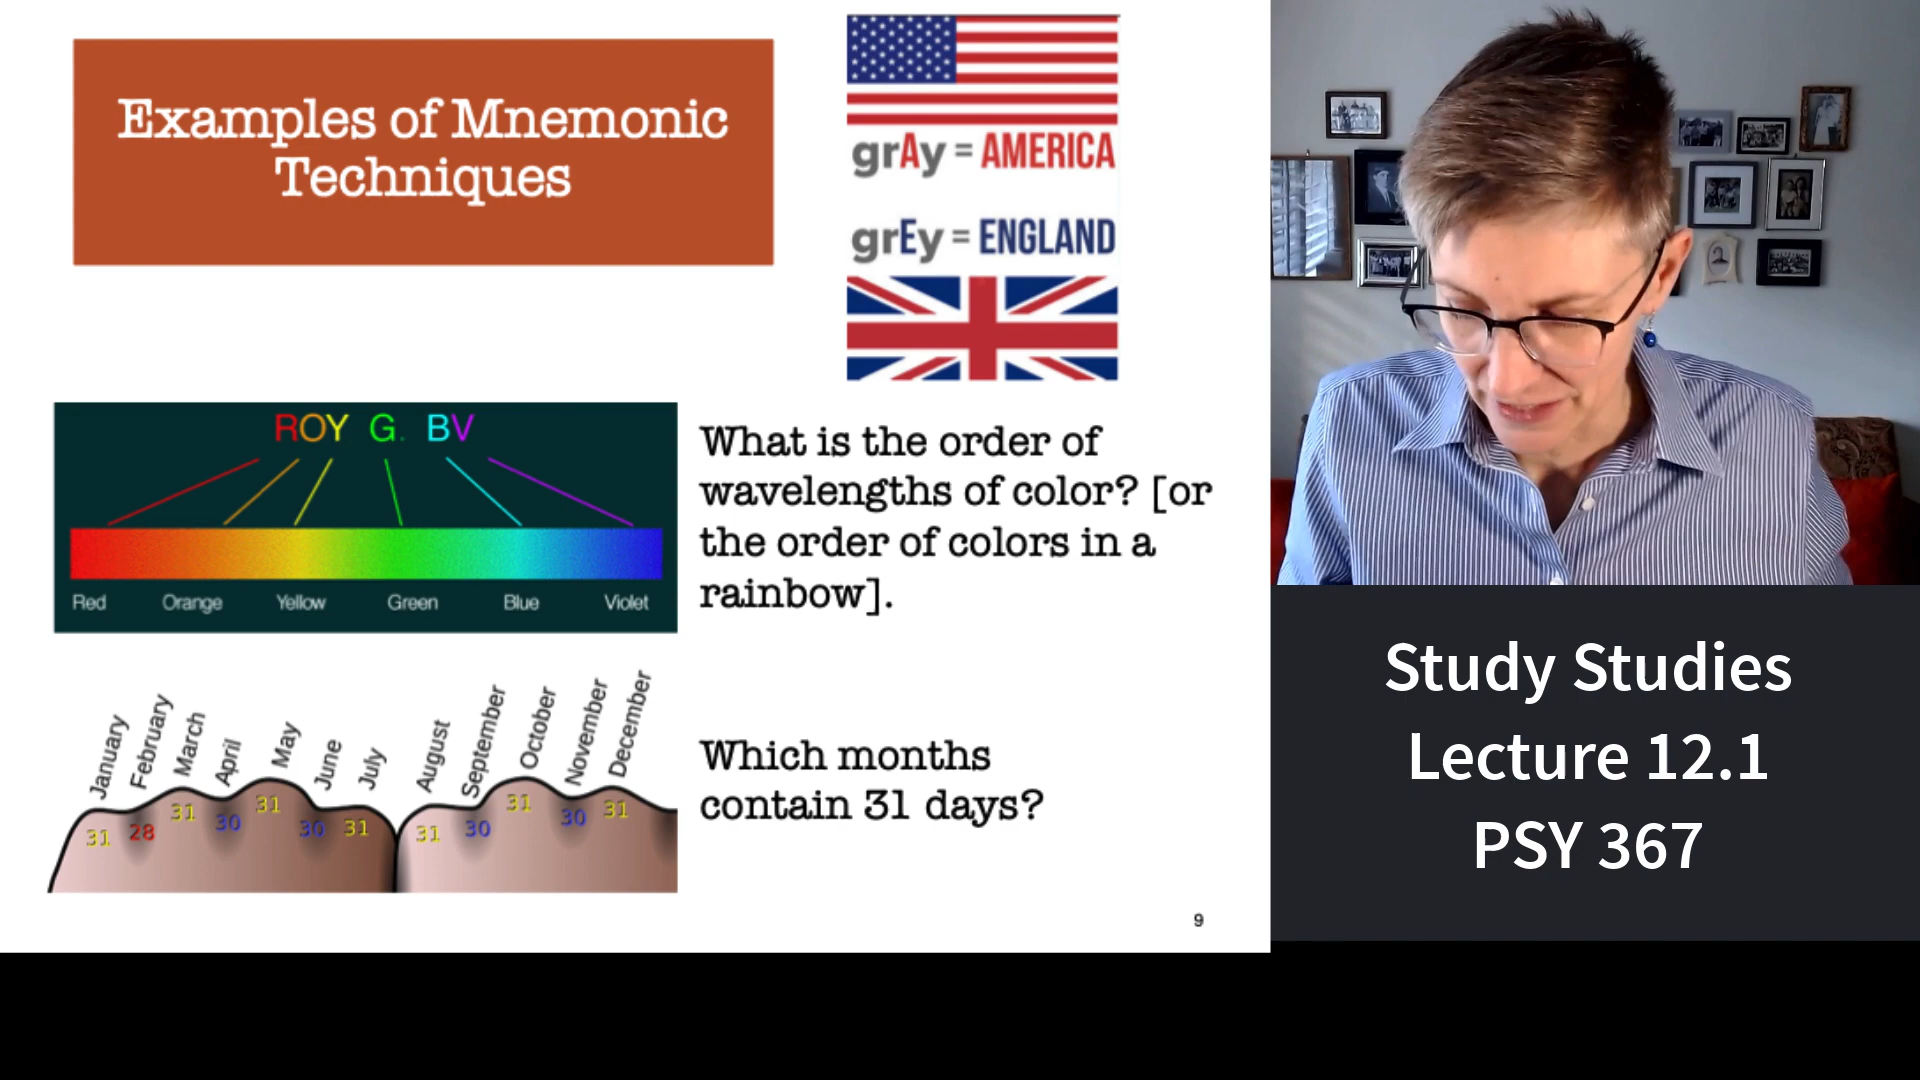 Examples of Mnemonic
Techniques
grAy = AMERICA
grEy = ENGLAND
ROY G. BV
Red Orange Yellow Green Blue Violet
What is the order of
wavelengths of color? [or
the order of colors in a
rainbow].
January February March April May June July August September October November December
31 28 31 30 31 30 31 31 30 31 30 31
Which months
contain 31 days?
9
Study Studies
Lecture 12.1
PSY 367